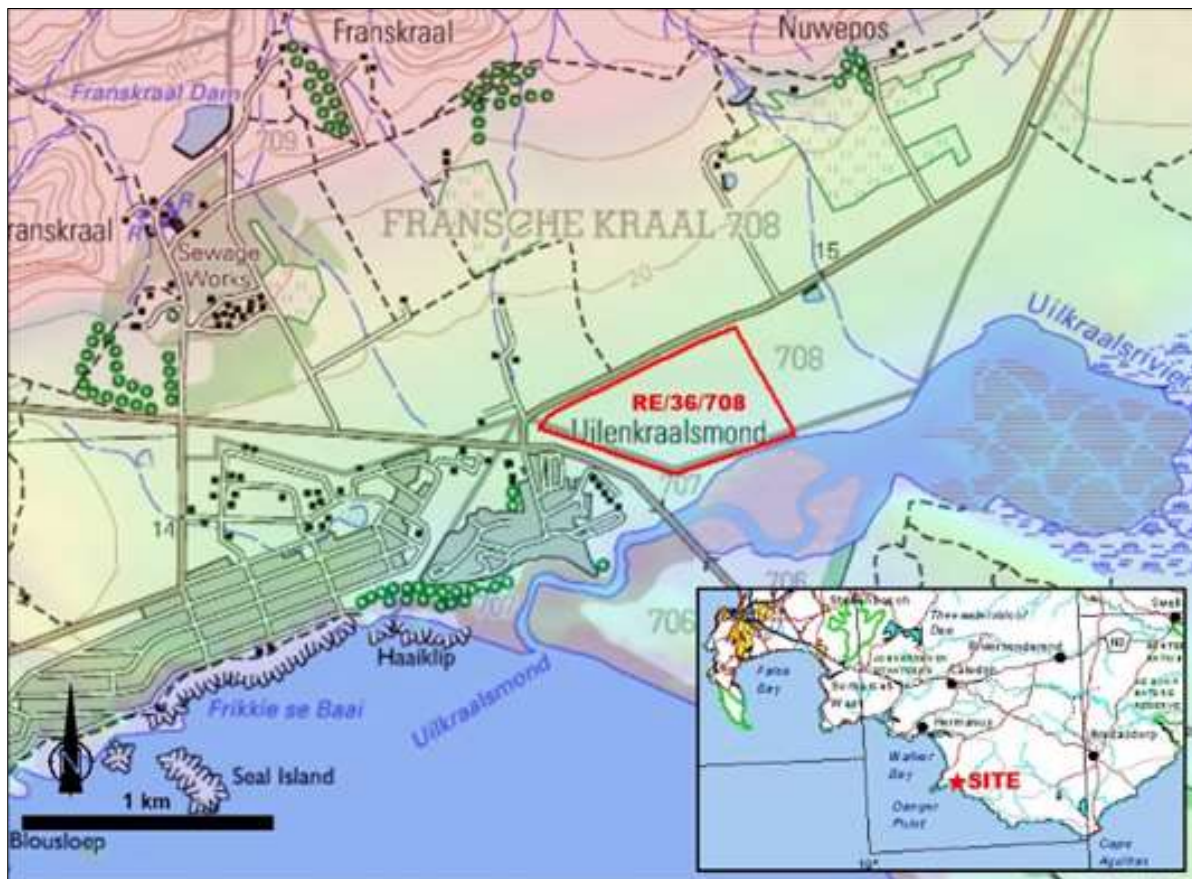 Franskraal
Nuwepos
Franskraal Dam
709
FRANSCHE KRAAL 708
ranskraal
R
R
Sewage
Works
15
20
Uilkraalsrivier
708
RE/36/708
Uilenkraalsmond
707
14
706
707
706
Haaiklip
Frikkie se Baai
Uilkraalsmond
N
Seal Island
1 km
Blousloep
False
Bay
Caledon
N2
Hermanus
Bredasdorp
Walker
Bay
SITE
Danger
Point
Cape
Agulhas
19°